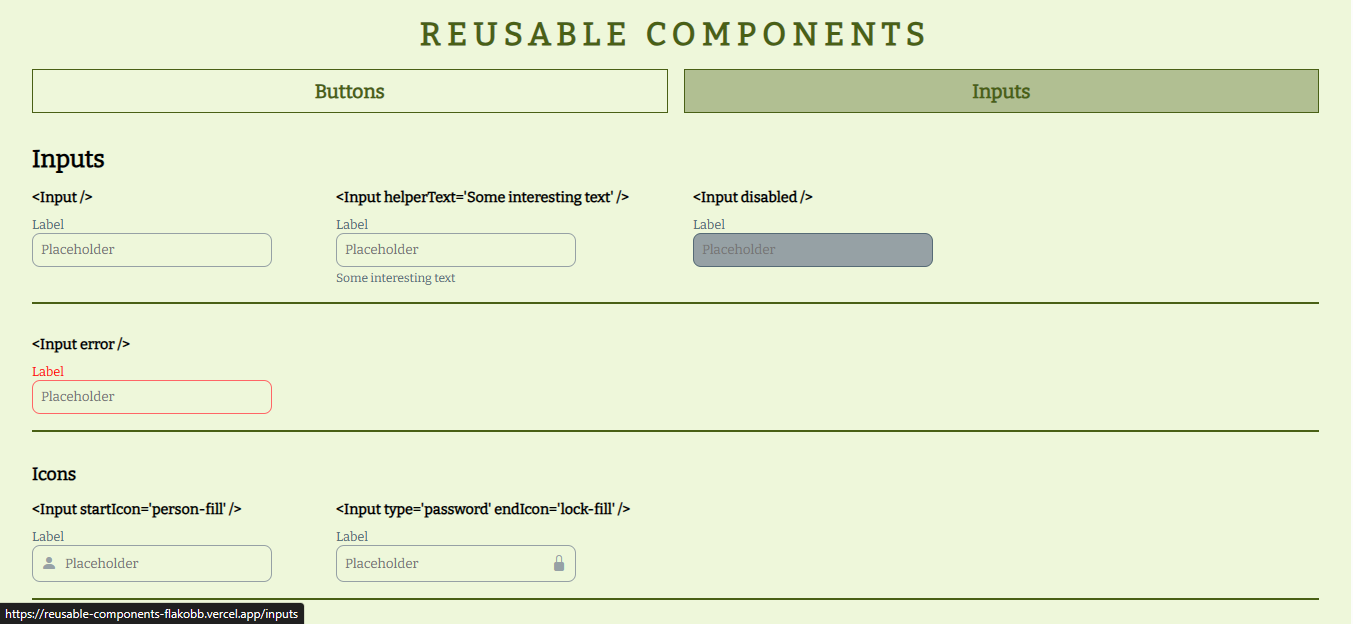 REUSABLE COMPONENTS
Buttons
Inputs
Inputs
<Input />
<Input helperText='Some interesting text' />
<Input disabled />
Label
Label
Label
Placeholder
Placeholder
Placeholder
Some interesting text
<Input error />
Label
Placeholder
Icons
<Input startIcon='person-fill' />
<Input type='password' endIcon='lock-fill' />
Label
Label
Placeholder
Placeholder
https://reusable-components-flakobb.vercel.app/inputs